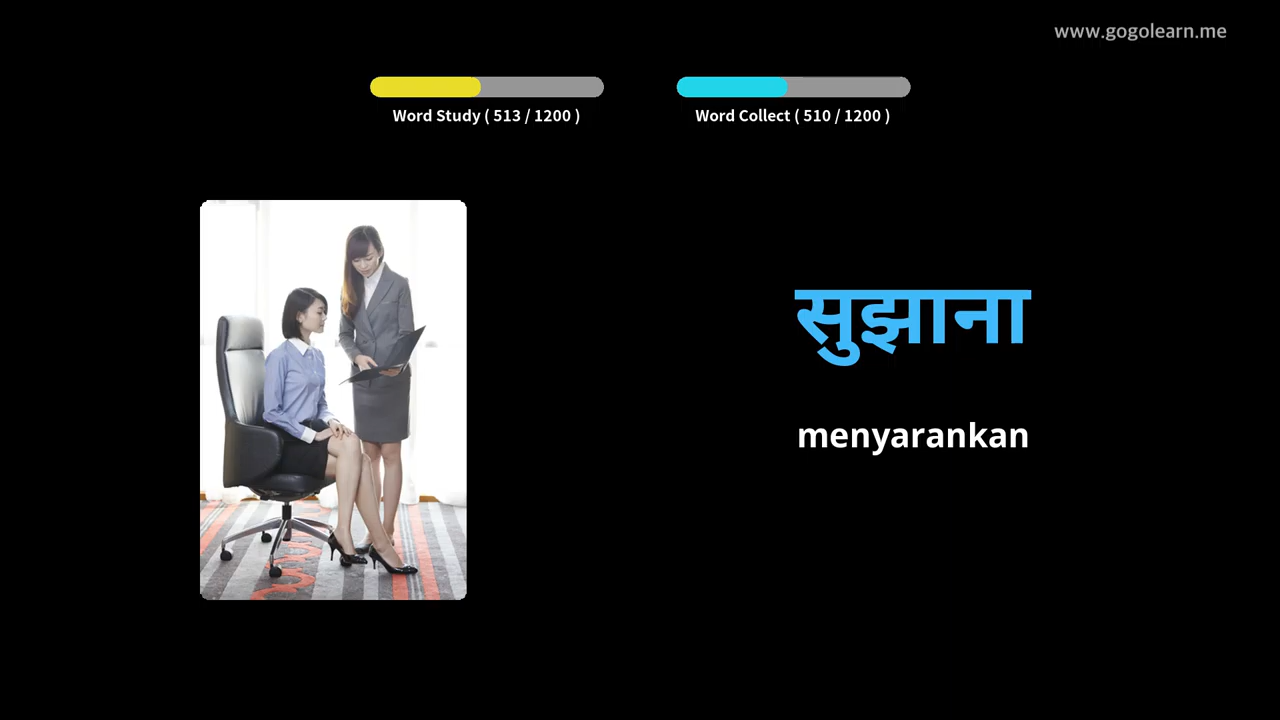 www.gogolearn.me
Word Study ( 513 / 1200 )
Word Collect ( 510 / 1200 )
सुझाना
menyarankan